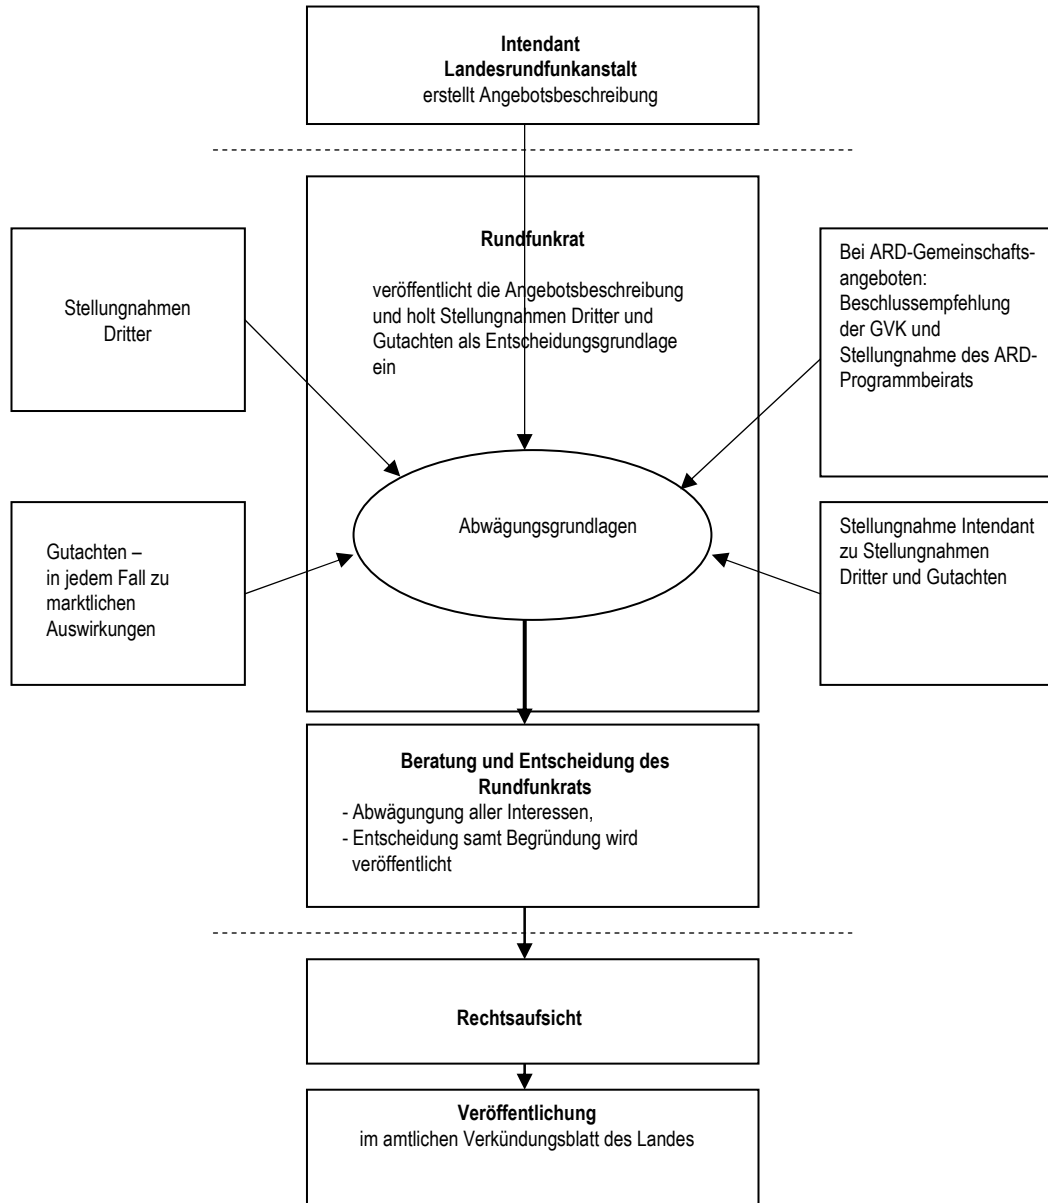 Intendant
Landesrundfunkanstalt
erstellt Angebotsbeschreibung
Rundfunkrat
veröffentlicht die Angebotsbeschreibung
und holt Stellungnahmen Dritter und
Gutachten als Entscheidungsgrundlage
ein
Stellungnahmen
Dritter
Bei ARD-Gemeinschafts-
angeboten:
Beschlussempfehlung
der GVK und
Stellungnahme des ARD-
Programmbeirats
Abwägungsgrundlagen
Gutachten –
in jedem Fall zu
marktlichen
Auswirkungen
Stellungnahme Intendant
zu Stellungnahmen
Dritter und Gutachten
Beratung und Entscheidung des
Rundfunkrats
- Abwägungung aller Interessen,
- Entscheidung samt Begründung wird
veröffentlicht
Rechtsaufsicht
Veröffentlichung
im amtlichen Verkündungsblatt des Landes